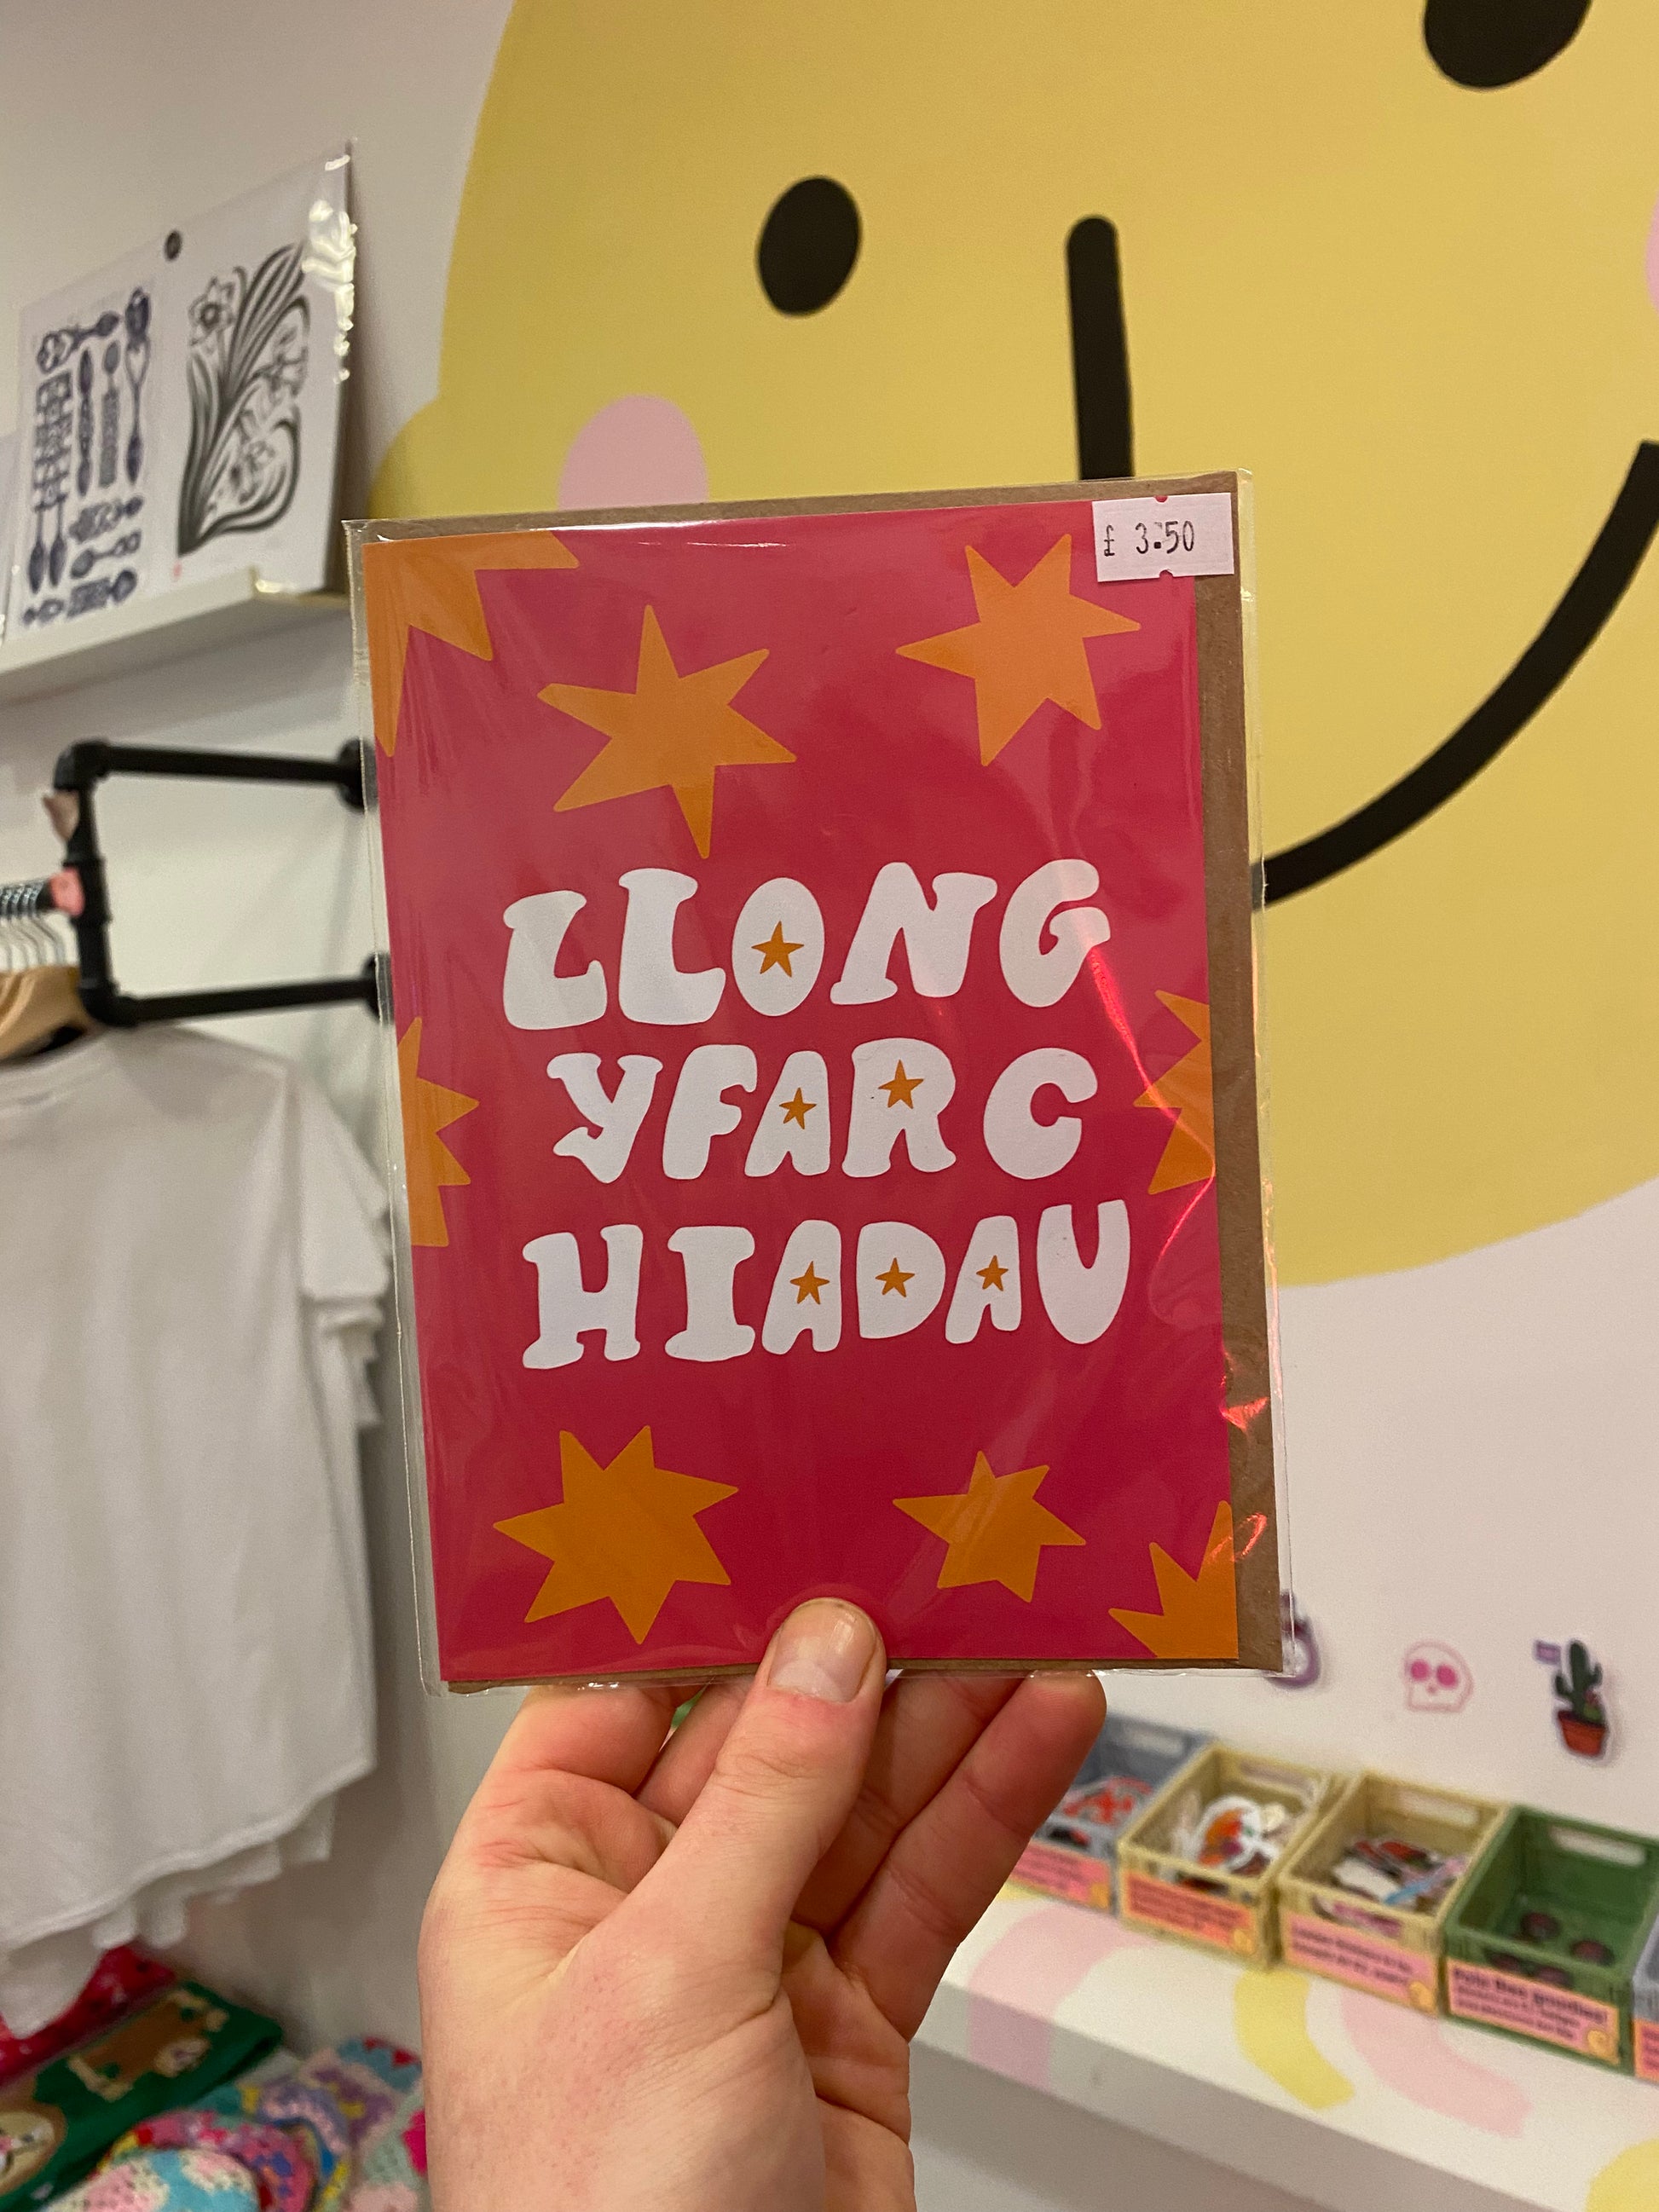 £ 3.50
LLONG
YFARC
HIADAU